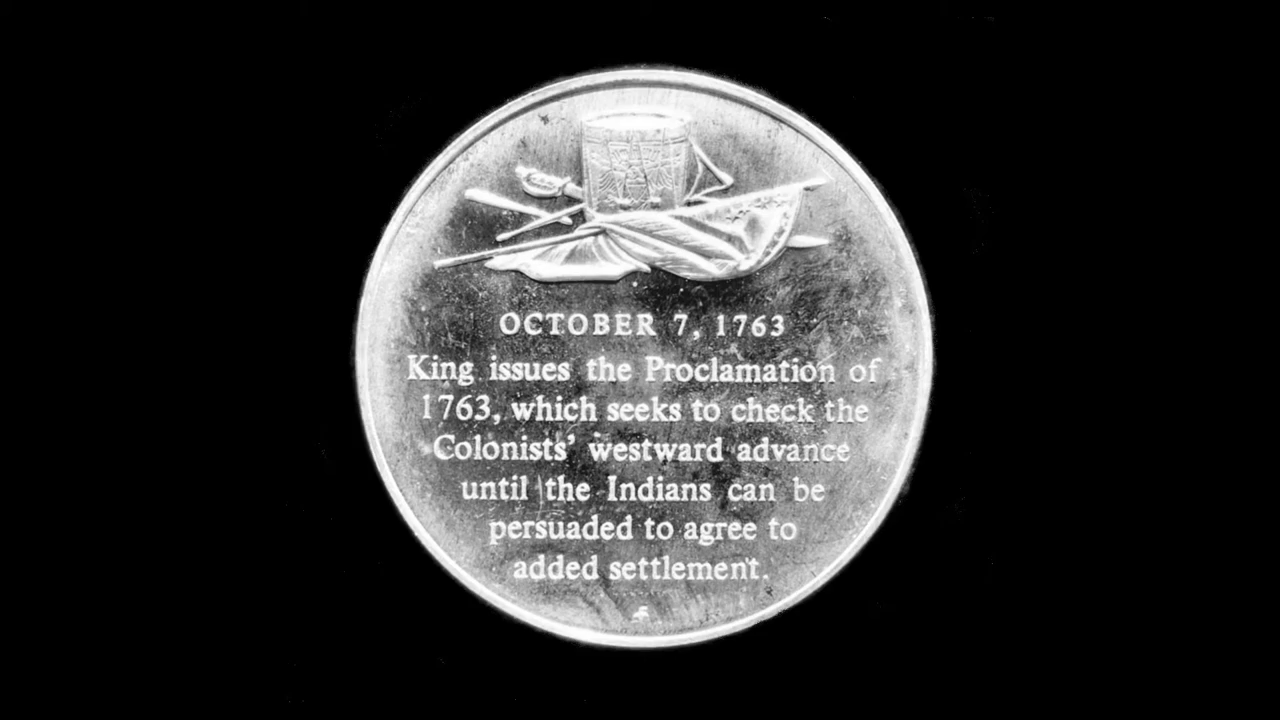 OCTOBER 7, 1763
King issues the Proclamation of
1763, which seeks to check the
Colonists' westward advance
until the Indians can be
persuaded to agree to
added settlement.